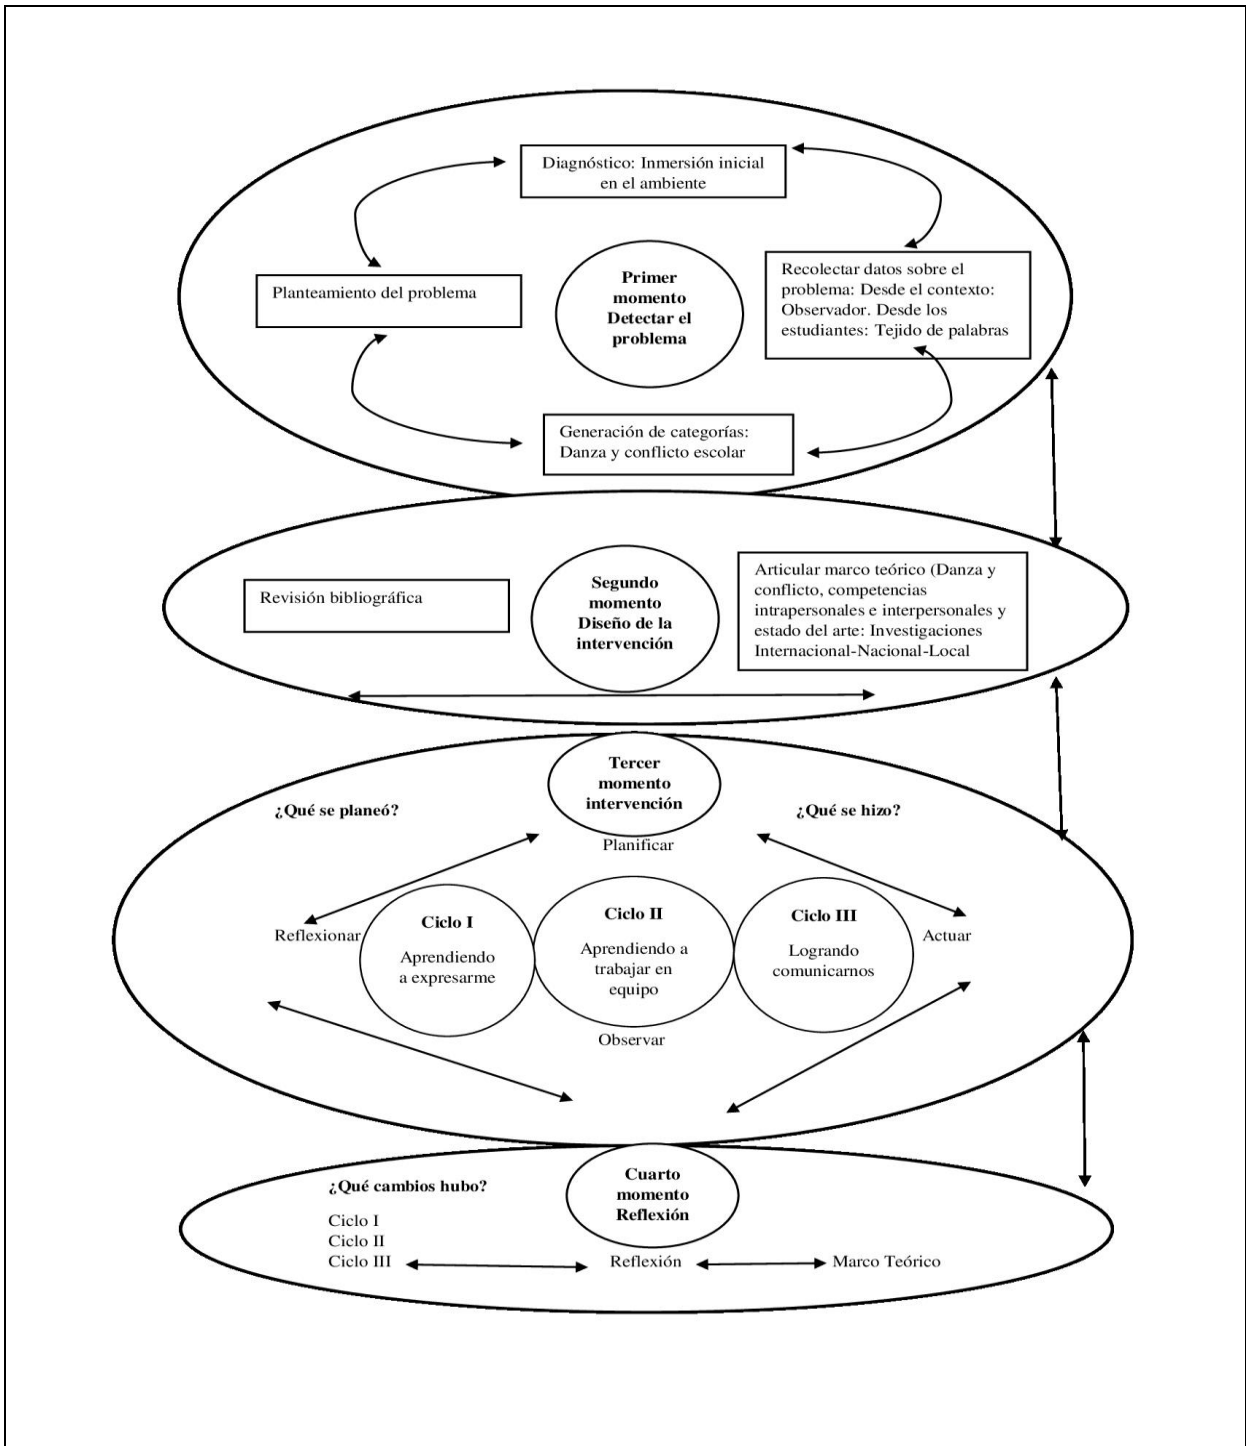 Diagnóstico: Inmersión inicial
en el ambiente
Planteamiento del problema
Primer
momento
Detectar el
problema
Recolectar datos sobre el
problema: Desde el contexto:
Observador. Desde los
estudiantes: Tejido de palabras
Generación de categorías:
Danza y conflicto escolar
Revisión bibliográfica
Segundo
momento
Diseño de la
intervención
Articular marco teórico (Danza y
conflicto, competencias
intrapersonales e interpersonales y
estado del arte: Investigaciones
Internacional-Nacional-Local
Tercer
momento
intervención
¿Qué se planeó?
¿Qué se hizo?
Planificar
Reflexionar
Ciclo I
Aprendiendo
a expresarme
Ciclo II
Aprendiendo a
trabajar en
equipo
Ciclo III
Logrando
comunicarnos
Actuar
Observar
Cuarto
momento
Reflexión
¿Qué cambios hubo?
Ciclo I
Ciclo II
Ciclo III
Reflexión
Marco Teórico